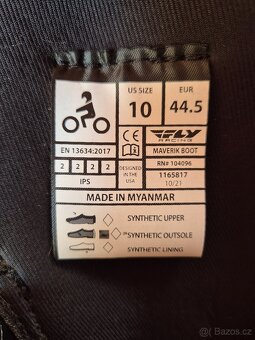 US SIZE
10
EUR
44.5
EN 13634:2017
2 2 2 2
IPS
DESIGNED
IN THE
USA
CE
FLY
RACING
MAVERIK BOOT
RN# 104096
1165817
10/21
MADE IN MYANMAR
SYNTHETIC UPPER
SYNTHETIC OUTSOLE
SYNTHETIC LINING
Bazos.cz